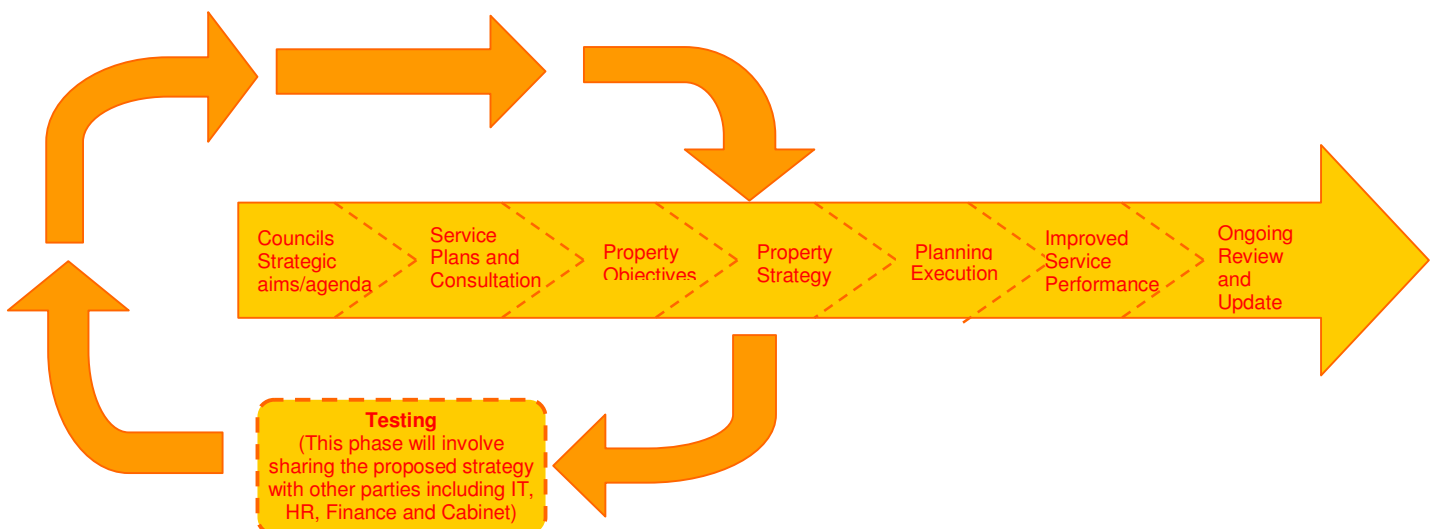 Councils
Strategic
aims/agenda
Service
Plans and
Consultation
Property
Objectives
Property
Strategy
Planning
Execution
Improved
Service
Performance
Ongoing
Review
and
Update
Testing
(This phase will involve
sharing the proposed strategy
with other parties including IT,
HR, Finance and Cabinet)